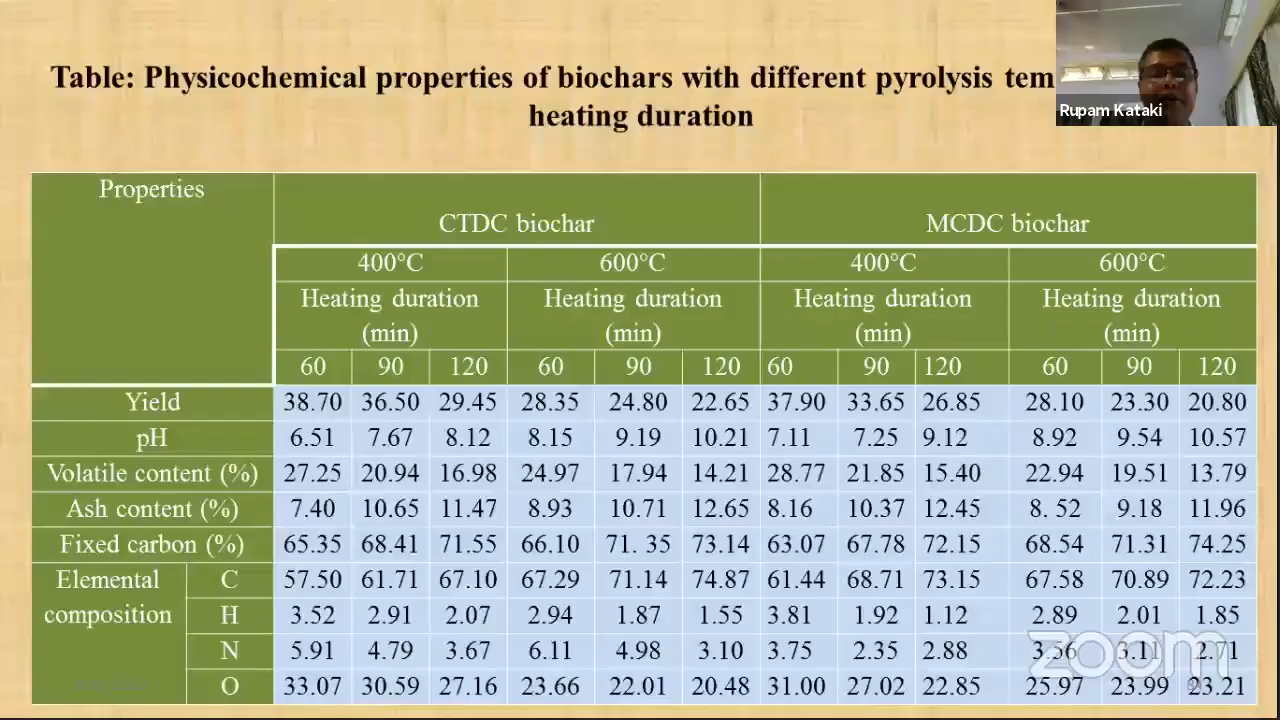 Table: Physicochemical properties of biochars with different pyrolysis tem
heating duration
Rupam Kataki
Properties
CTDC biochar MCDC biochar
400°C 600°C 400°C 600°C
Heating duration (min) Heating duration (min) Heating duration (min) Heating duration (min)
60 90 120 60 90 120 60 90 120 60 90 120
Yield 38.70 36.50 29.45 28.35 24.80 22.65 37.90 33.65 26.85 28.10 23.30 20.80
pH 6.51 7.67 8.12 8.15 9.19 10.21 7.11 7.25 9.12 8.92 9.54 10.57
Volatile content (%) 27.25 20.94 16.98 24.97 17.94 14.21 28.77 21.85 15.40 22.94 19.51 13.79
Ash content (%) 7.40 10.65 11.47 8.93 10.71 12.65 8.16 10.37 12.45 8. 52 9.18 11.96
Fixed carbon (%) 65.35 68.41 71.55 66.10 71. 35 73.14 63.07 67.78 72.15 68.54 71.31 74.25
Elemental composition C 57.50 61.71 67.10 67.29 71.14 74.87 61.44 68.71 73.15 67.58 70.89 72.23
H 3.52 2.91 2.07 2.94 1.87 1.55 3.81 1.92 1.12 2.89 2.01 1.85
N 5.91 4.79 3.67 6.11 4.98 3.10 3.75 2.35 2.88 3.56 3.11 2.71
O 33.07 30.59 27.16 23.66 22.01 20.48 31.00 27.02 22.85 25.97 23.99 23.21
zoom